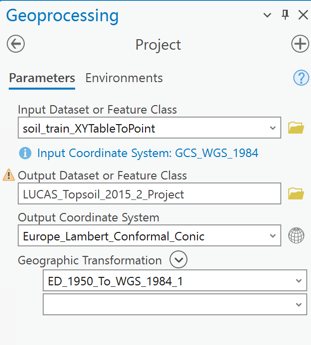 Geoprocessing
Project
Parameters Environments
Input Dataset or Feature Class
soil_train_XYTableToPoint
Input Coordinate System: GCS_WGS_1984
Output Dataset or Feature Class
LUCAS_Topsoil_2015_2_Project
Output Coordinate System
Europe_Lambert_Conformal_Conic
Geographic Transformation
ED_1950_To_WGS_1984_1